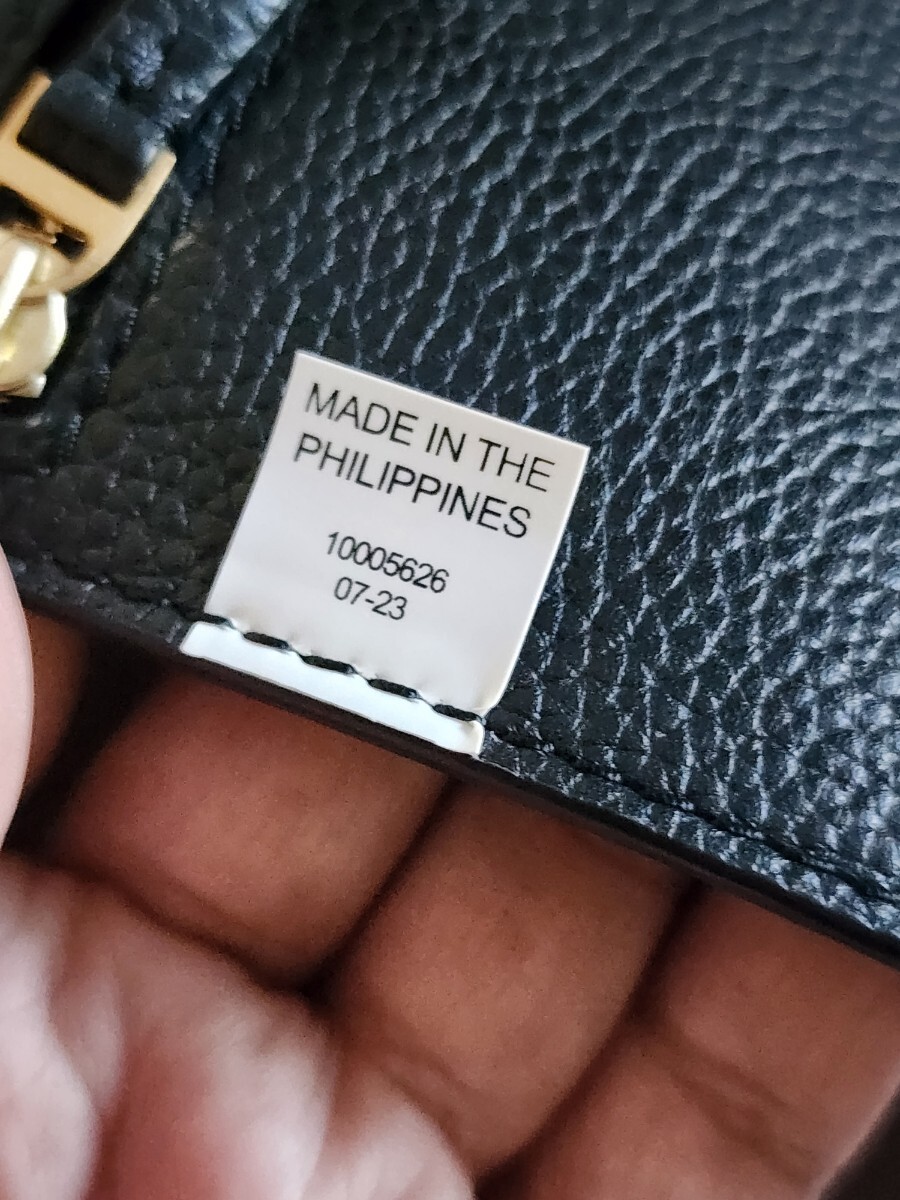 MADE IN THE
PHILIPPINES
10005626
07-23